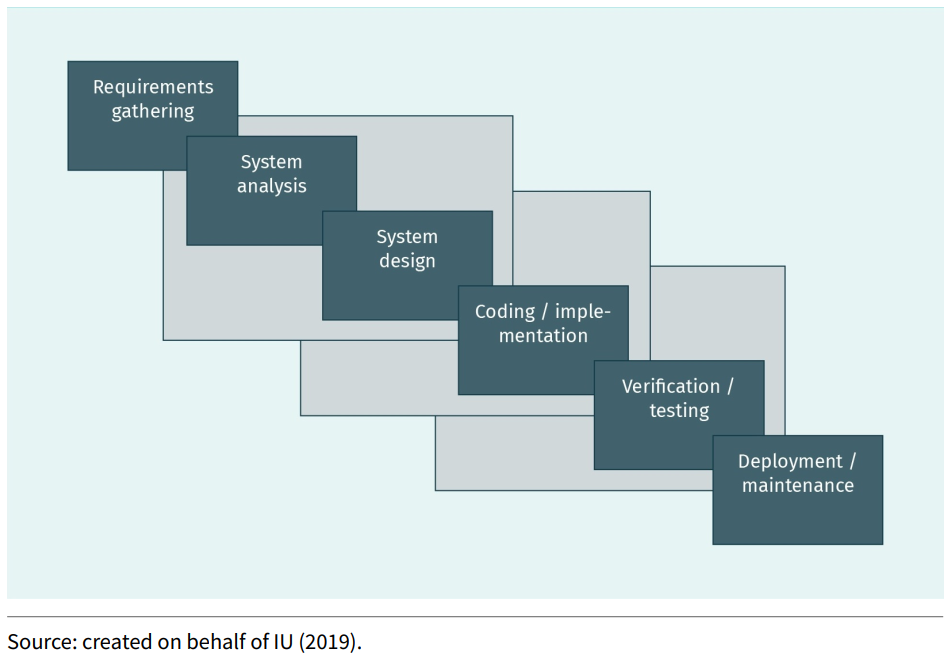 Requirements
gathering
System
analysis
System
design
Coding / imple-
mentation
Verification /
testing
Deployment /
maintenance
Source: created on behalf of IU (2019).